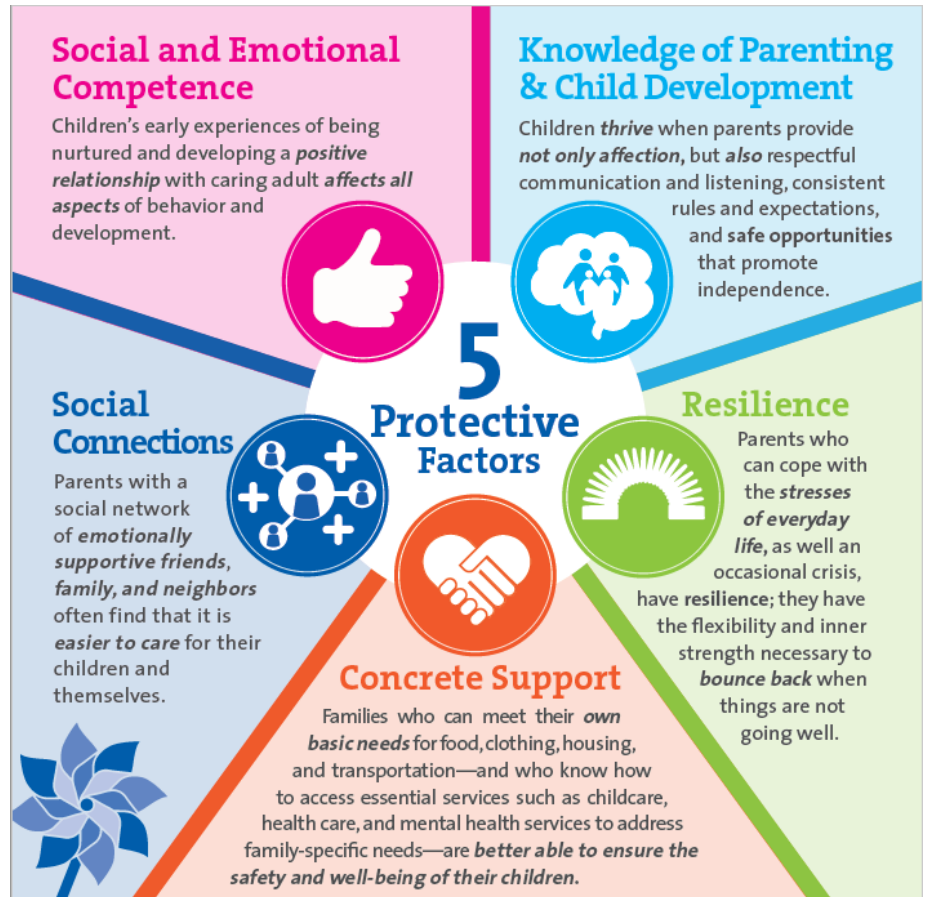 Social and Emotional
Competence
Children's early experiences of being
nurtured and developing a positive
relationship with caring adult affects all
aspects of behavior and
development.
Knowledge of Parenting
& Child Development
Children thrive when parents provide
not only affection, but also respectful
communication and listening, consistent
rules and expectations,
and safe opportunities
that promote
independence.
5
Protective
Factors
Social
Connections
Parents with a
social network
of emotionally
supportive friends,
family, and neighbors
often find that it is
easier to care for their
children and
themselves.
Resilience
Parents who
can cope with
the stresses
of everyday
life, as well an
occasional crisis,
have resilience; they have
the flexibility and inner
strength necessary to
bounce back when
things are not
going well.
Concrete Support
Families who can meet their own
basic needs for food, clothing, housing,
and transportation—and who know how
to access essential services such as childcare,
health care, and mental health services to address
family-specific needs—are better able to ensure the
safety and well-being of their children.